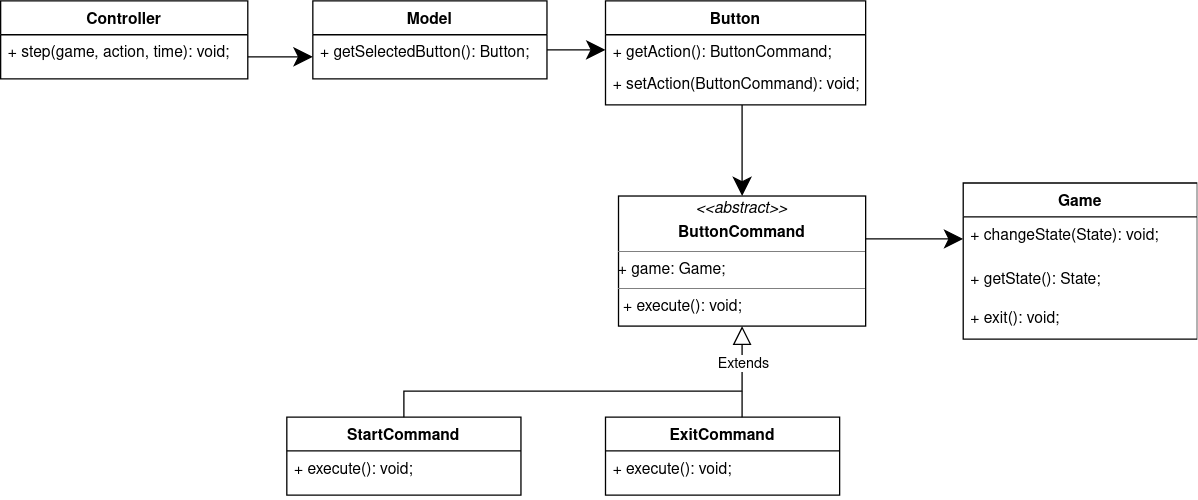 Controller
+ step(game, action, time): void;
Model
+ getSelectedButton(): Button;
Button
+ getAction(): ButtonCommand;
+ setAction(ButtonCommand): void;
<<abstract>>
ButtonCommand
+ game: Game;
+ execute(): void;
Game
+ changeState(State): void;
+ getState(): State;
+ exit(): void;
Extends
StartCommand
+ execute(): void;
ExitCommand
+ execute(): void;